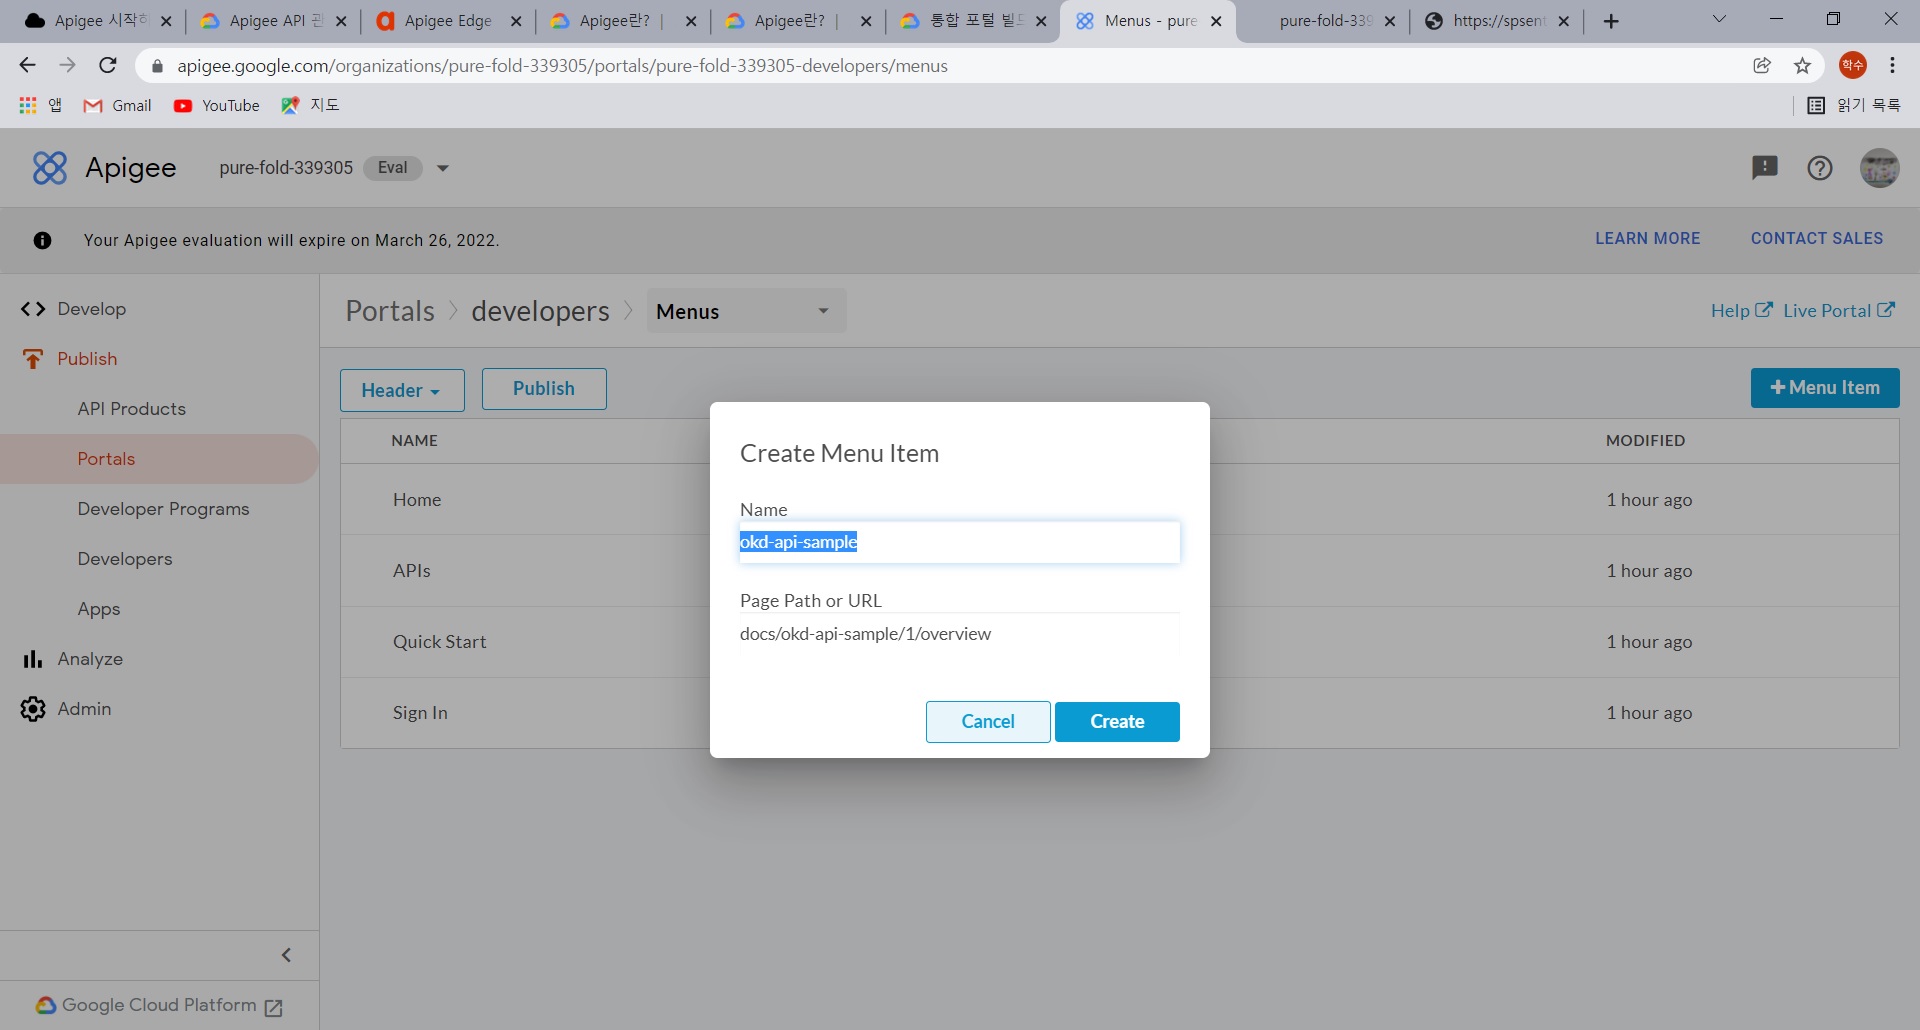 Apigee 시작하
Apigee API 관
Apigee Edge
Apigee란? |
Apigee란? |
통합 포털 빌드
Menus - pure
pure-fold-339
https://spsent
apigee.google.com/organizations/pure-fold-339305/portals/pure-fold-339305-developers/menus
학수
앱
Gmail
YouTube
지도
읽기 목록
Apigee
pure-fold-339305
Eval
Your Apigee evaluation will expire on March 26, 2022.
LEARN MORE
CONTACT SALES
Develop
Publish
API Products
Portals
Developer Programs
Developers
Apps
Analyze
Admin
Google Cloud Platform
Portals
developers
Menus
Help
Live Portal
Header
Publish
+ Menu Item
NAME
MODIFIED
Home
1 hour ago
APIs
1 hour ago
Quick Start
1 hour ago
Sign In
1 hour ago
Create Menu Item
Name
okd-api-sample
Page Path or URL
docs/okd-api-sample/1/overview
Cancel
Create